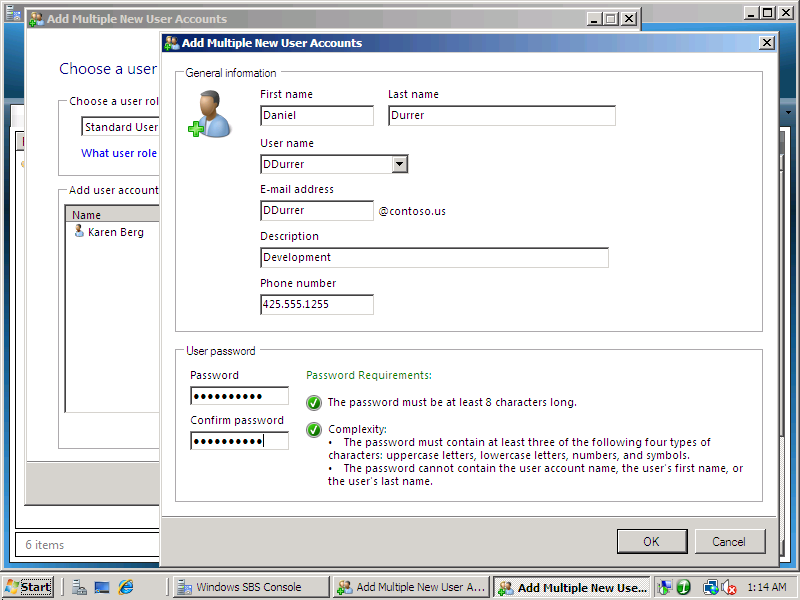 Add Multiple New User Accounts
Add Multiple New User Accounts
Choose a user
Choose a user rol
Standard User
What user role
Add user account
Name
Karen Berg
6 items
General information
First name
Last name
Daniel
Durrer
User name
DDurrer
E-mail address
DDurrer
@contoso.us
Description
Development
Phone number
425.555.1255
User password
Password
Password Requirements:
●●●●●●●●●●
The password must be at least 8 characters long.
Confirm password
●●●●●●●●●●
Complexity:
• The password must contain at least three of the following four types of
characters: uppercase letters, lowercase letters, numbers, and symbols.
• The password cannot contain the user account name, the user's first name, or
the user's last name.
OK
Cancel
Start
Windows SBS Console
Add Multiple New User A...
Add Multiple New Use...
1:14 AM